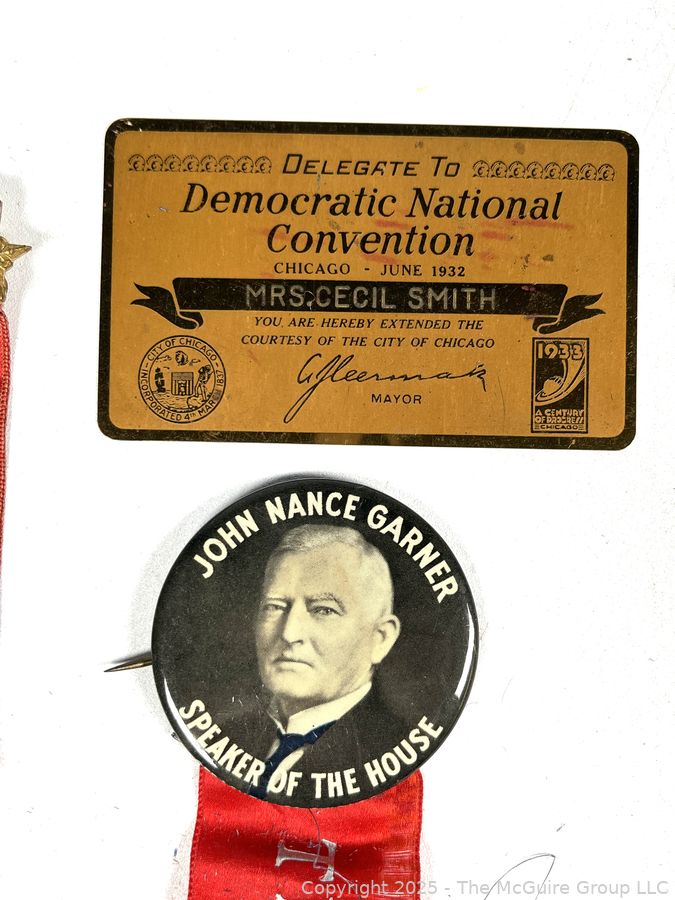 DELEGATE TO
Democratic National
Convention
CHICAGO - JUNE 1932
MRS. CECIL SMITH
YOU ARE HEREBY EXTENDED THE
COURTESY OF THE CITY OF CHICAGO
MAYOR
CITY OF CHICAGO
INCORPORATED 4TH MARCH 1837
1933
A CENTURY
OF PROGRESS
CHICAGO
JOHN NANCE GARNER
SPEAKER OF THE HOUSE
T
Copyright 2025 - The McGuire Group LLC